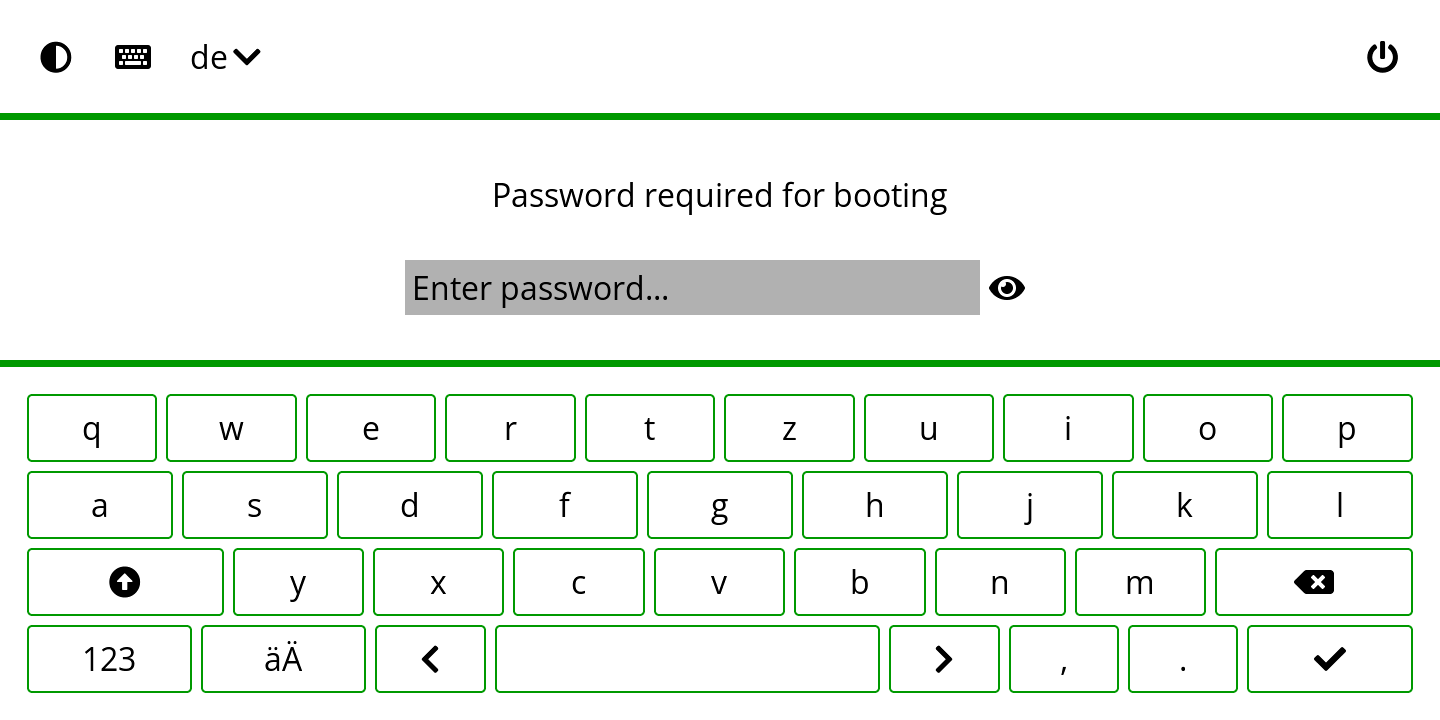 de
Password required for booting
Enter password...
q w e r t z u i o p
a s d f g h j k l
y x c v b n m
123 äÄ , .